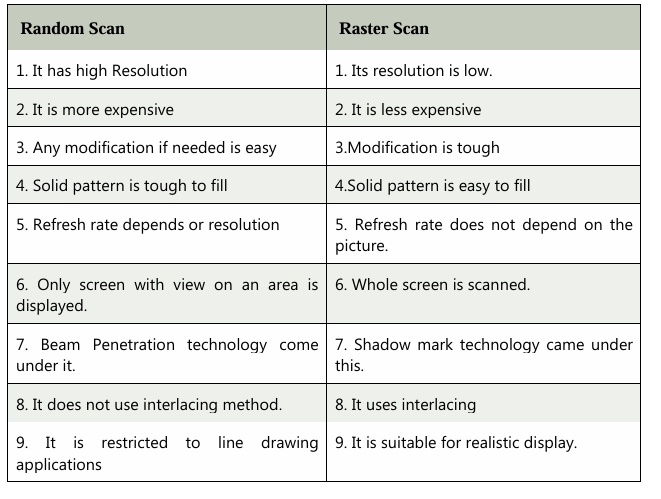 Random Scan
Raster Scan
1. It has high Resolution
1. Its resolution is low.
2. It is more expensive
2. It is less expensive
3. Any modification if needed is easy
3.Modification is tough
4. Solid pattern is tough to fill
4.Solid pattern is easy to fill
5. Refresh rate depends or resolution
5. Refresh rate does not depend on the
picture.
6. Only screen with view on an area is
displayed.
6. Whole screen is scanned.
7. Beam Penetration technology come
under it.
7. Shadow mark technology came under
this.
8. It does not use interlacing method.
8. It uses interlacing
9. It is restricted to line drawing
applications
9. It is suitable for realistic display.